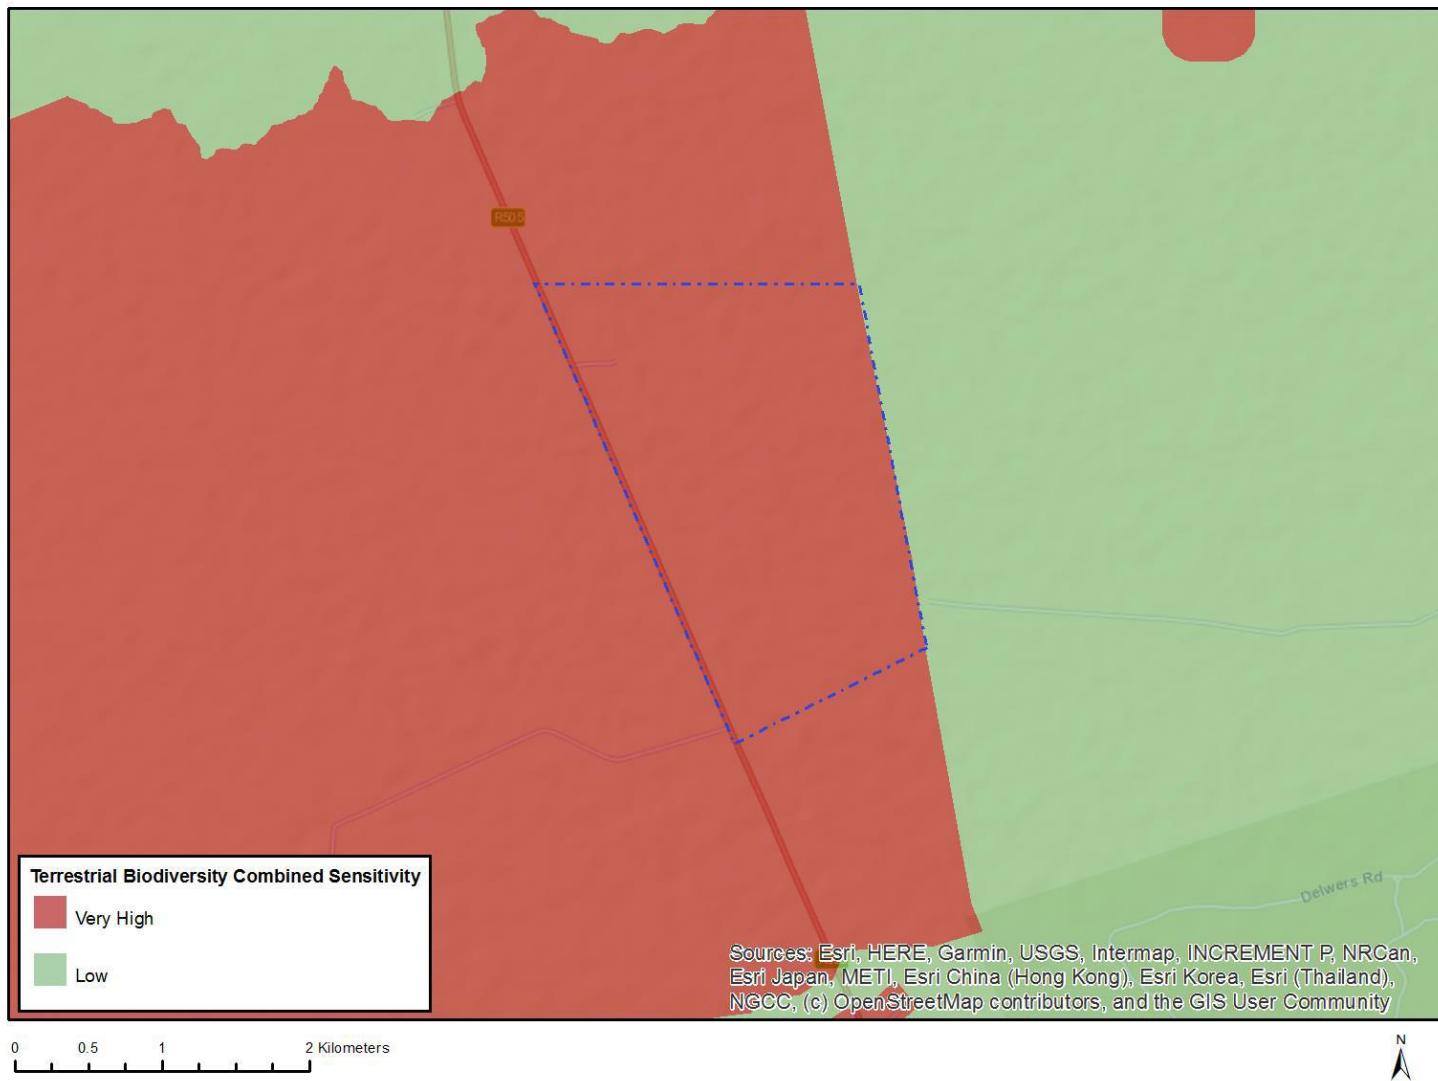 R505
Delwers Rd
Terrestrial Biodiversity Combined Sensitivity
Very High
Low
Sources: Esri, HERE, Garmin, USGS, Intermap, INCREMENT P, NRCan,
Esri Japan, METI, Esri China (Hong Kong), Esri Korea, Esri (Thailand),
NGCC, (c) OpenStreetMap contributors, and the GIS User Community
0 0.5 1 2 Kilometers
N